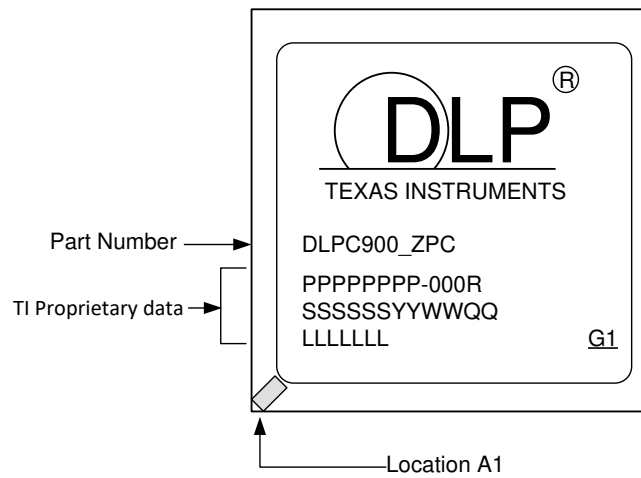 DLP®
TEXAS INSTRUMENTS
Part Number
DLPC900_ZPC
TI Proprietary data
PPPPPPPP-000R
SSSSSSYYWWQQ
LLLLLLL
G1
Location A1